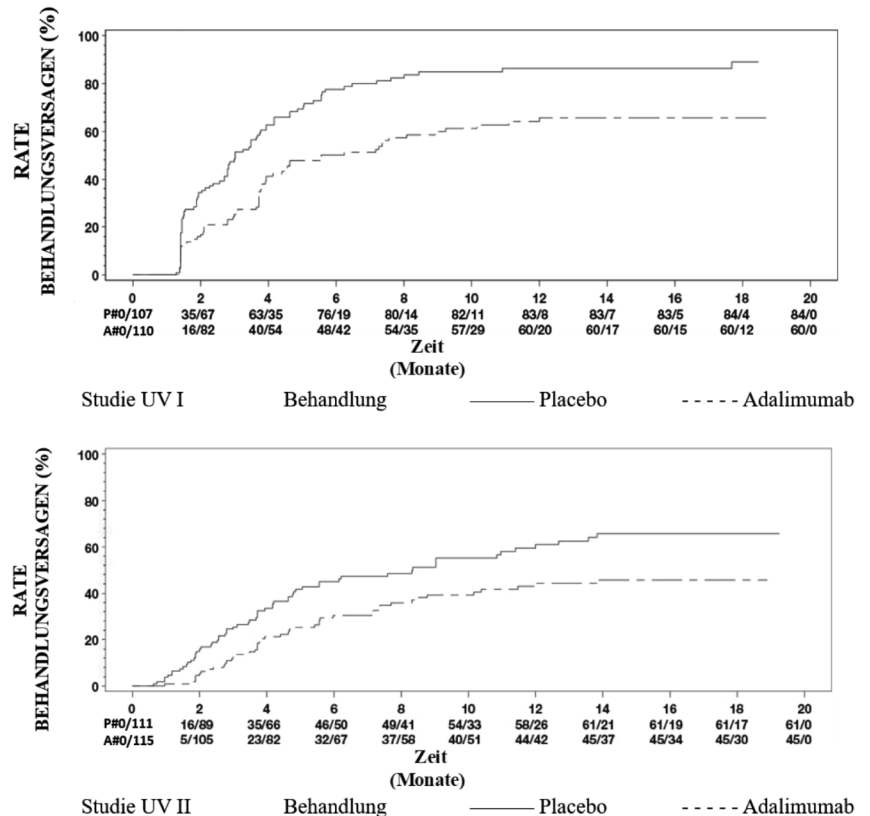 RATE
BEHANDLUNGSVERSAGEN (%)
100
80
60
40
20
0
0 2 4 6 8 10 12 14 16 18 20
P#0/107 35/67 63/35 76/19 80/14 82/11 83/8 83/7 83/5 84/4 84/0
A#0/110 16/82 40/54 48/42 54/35 57/29 60/20 60/17 60/15 60/12 60/0
Zeit
(Monate)
Studie UV I Behandlung Placebo Adalimumab
RATE
BEHANDLUNGSVERSAGEN (%)
100
80
60
40
20
0
0 2 4 6 8 10 12 14 16 18 20
P#0/111 16/89 35/66 46/50 49/41 54/33 58/26 61/21 61/19 61/17 61/0
A#0/115 5/105 23/82 32/67 37/58 40/51 44/42 45/37 45/34 45/30 45/0
Zeit
(Monate)
Studie UV II Behandlung Placebo Adalimumab